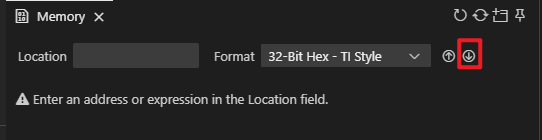 Memory
Location Format 32-Bit Hex - TI Style
Enter an address or expression in the Location field.